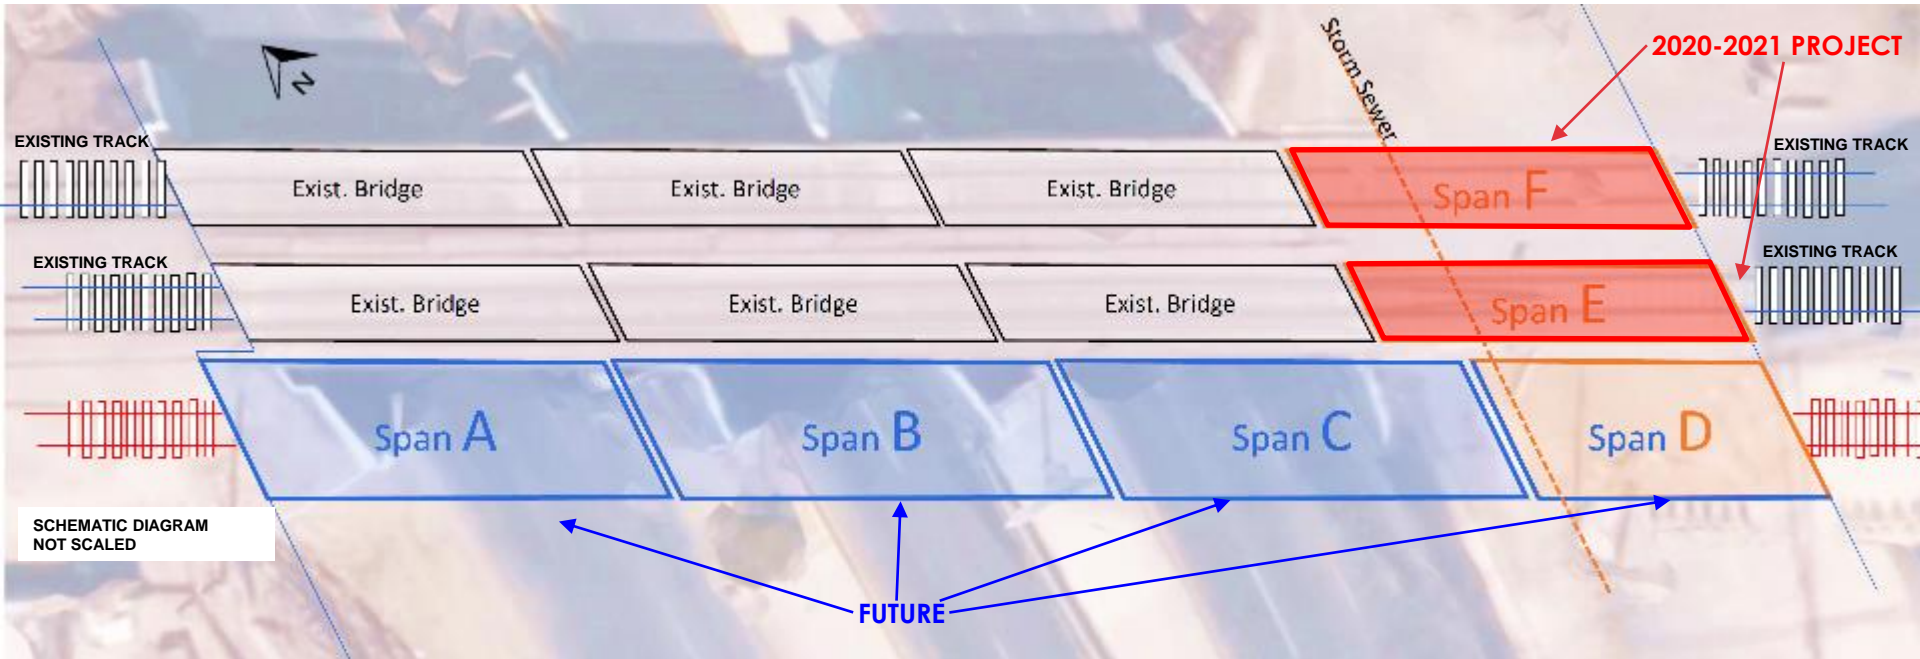 2020-2021 PROJECT
Storm Sewer
N
EXISTING TRACK
EXISTING TRACK
Exist. Bridge
Exist. Bridge
Exist. Bridge
Span F
EXISTING TRACK
EXISTING TRACK
Exist. Bridge
Exist. Bridge
Exist. Bridge
Span E
Span A
Span B
Span C
Span D
SCHEMATIC DIAGRAM
NOT SCALED
FUTURE